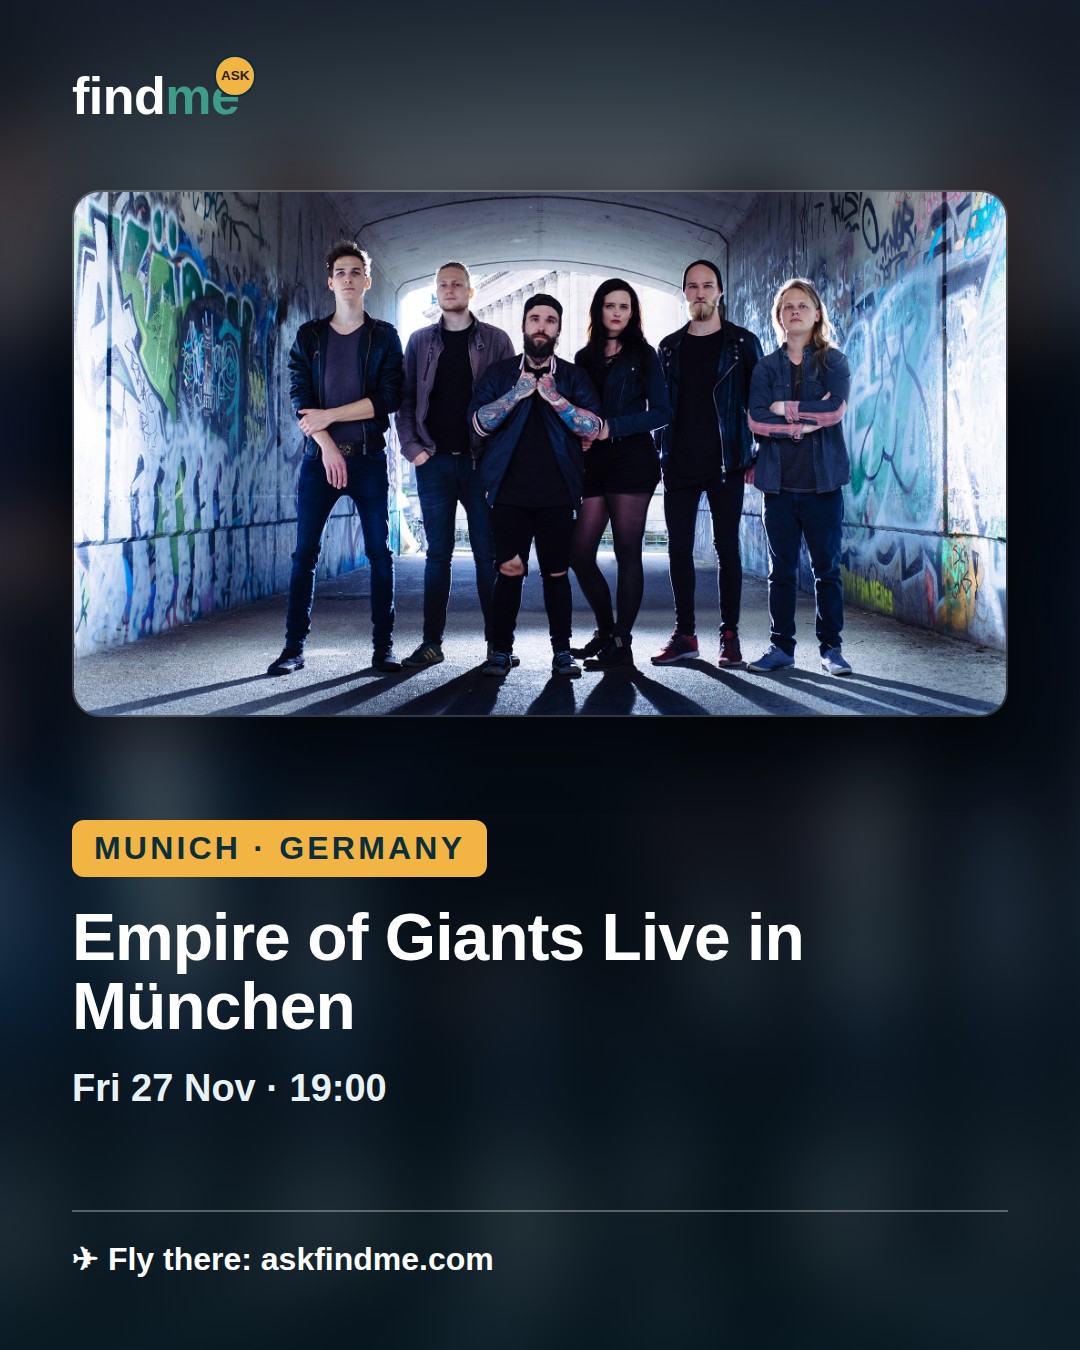 findme
ASK
MUNICH · GERMANY
Empire of Giants Live in
München
Fri 27 Nov · 19:00
✈ Fly there: askfindme.com